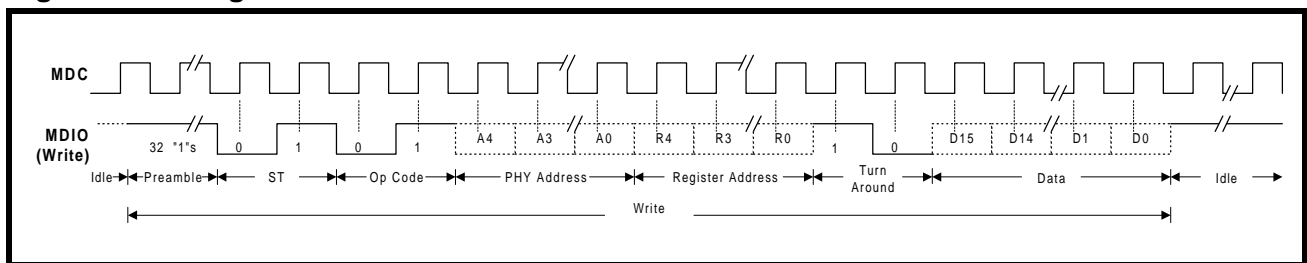 MDC
MDIO
(Write)
32 "1"s 0 1 0 1 A4 A3 A0 R4 R3 R0 1 0 D15 D14 D1 D0
Idle Preamble ST Op Code PHY Address Register Address Turn Around Data Idle
Write